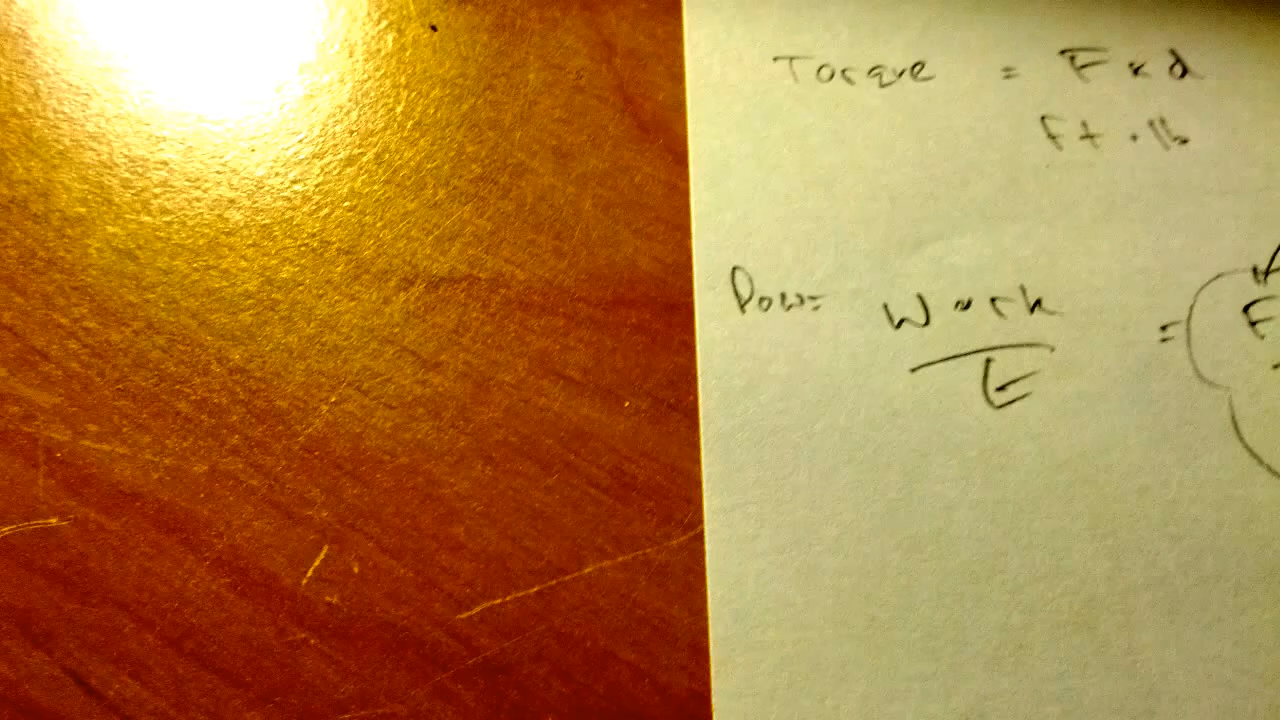 Torque = F x d
Ft . lb
Pow = Work = F
t